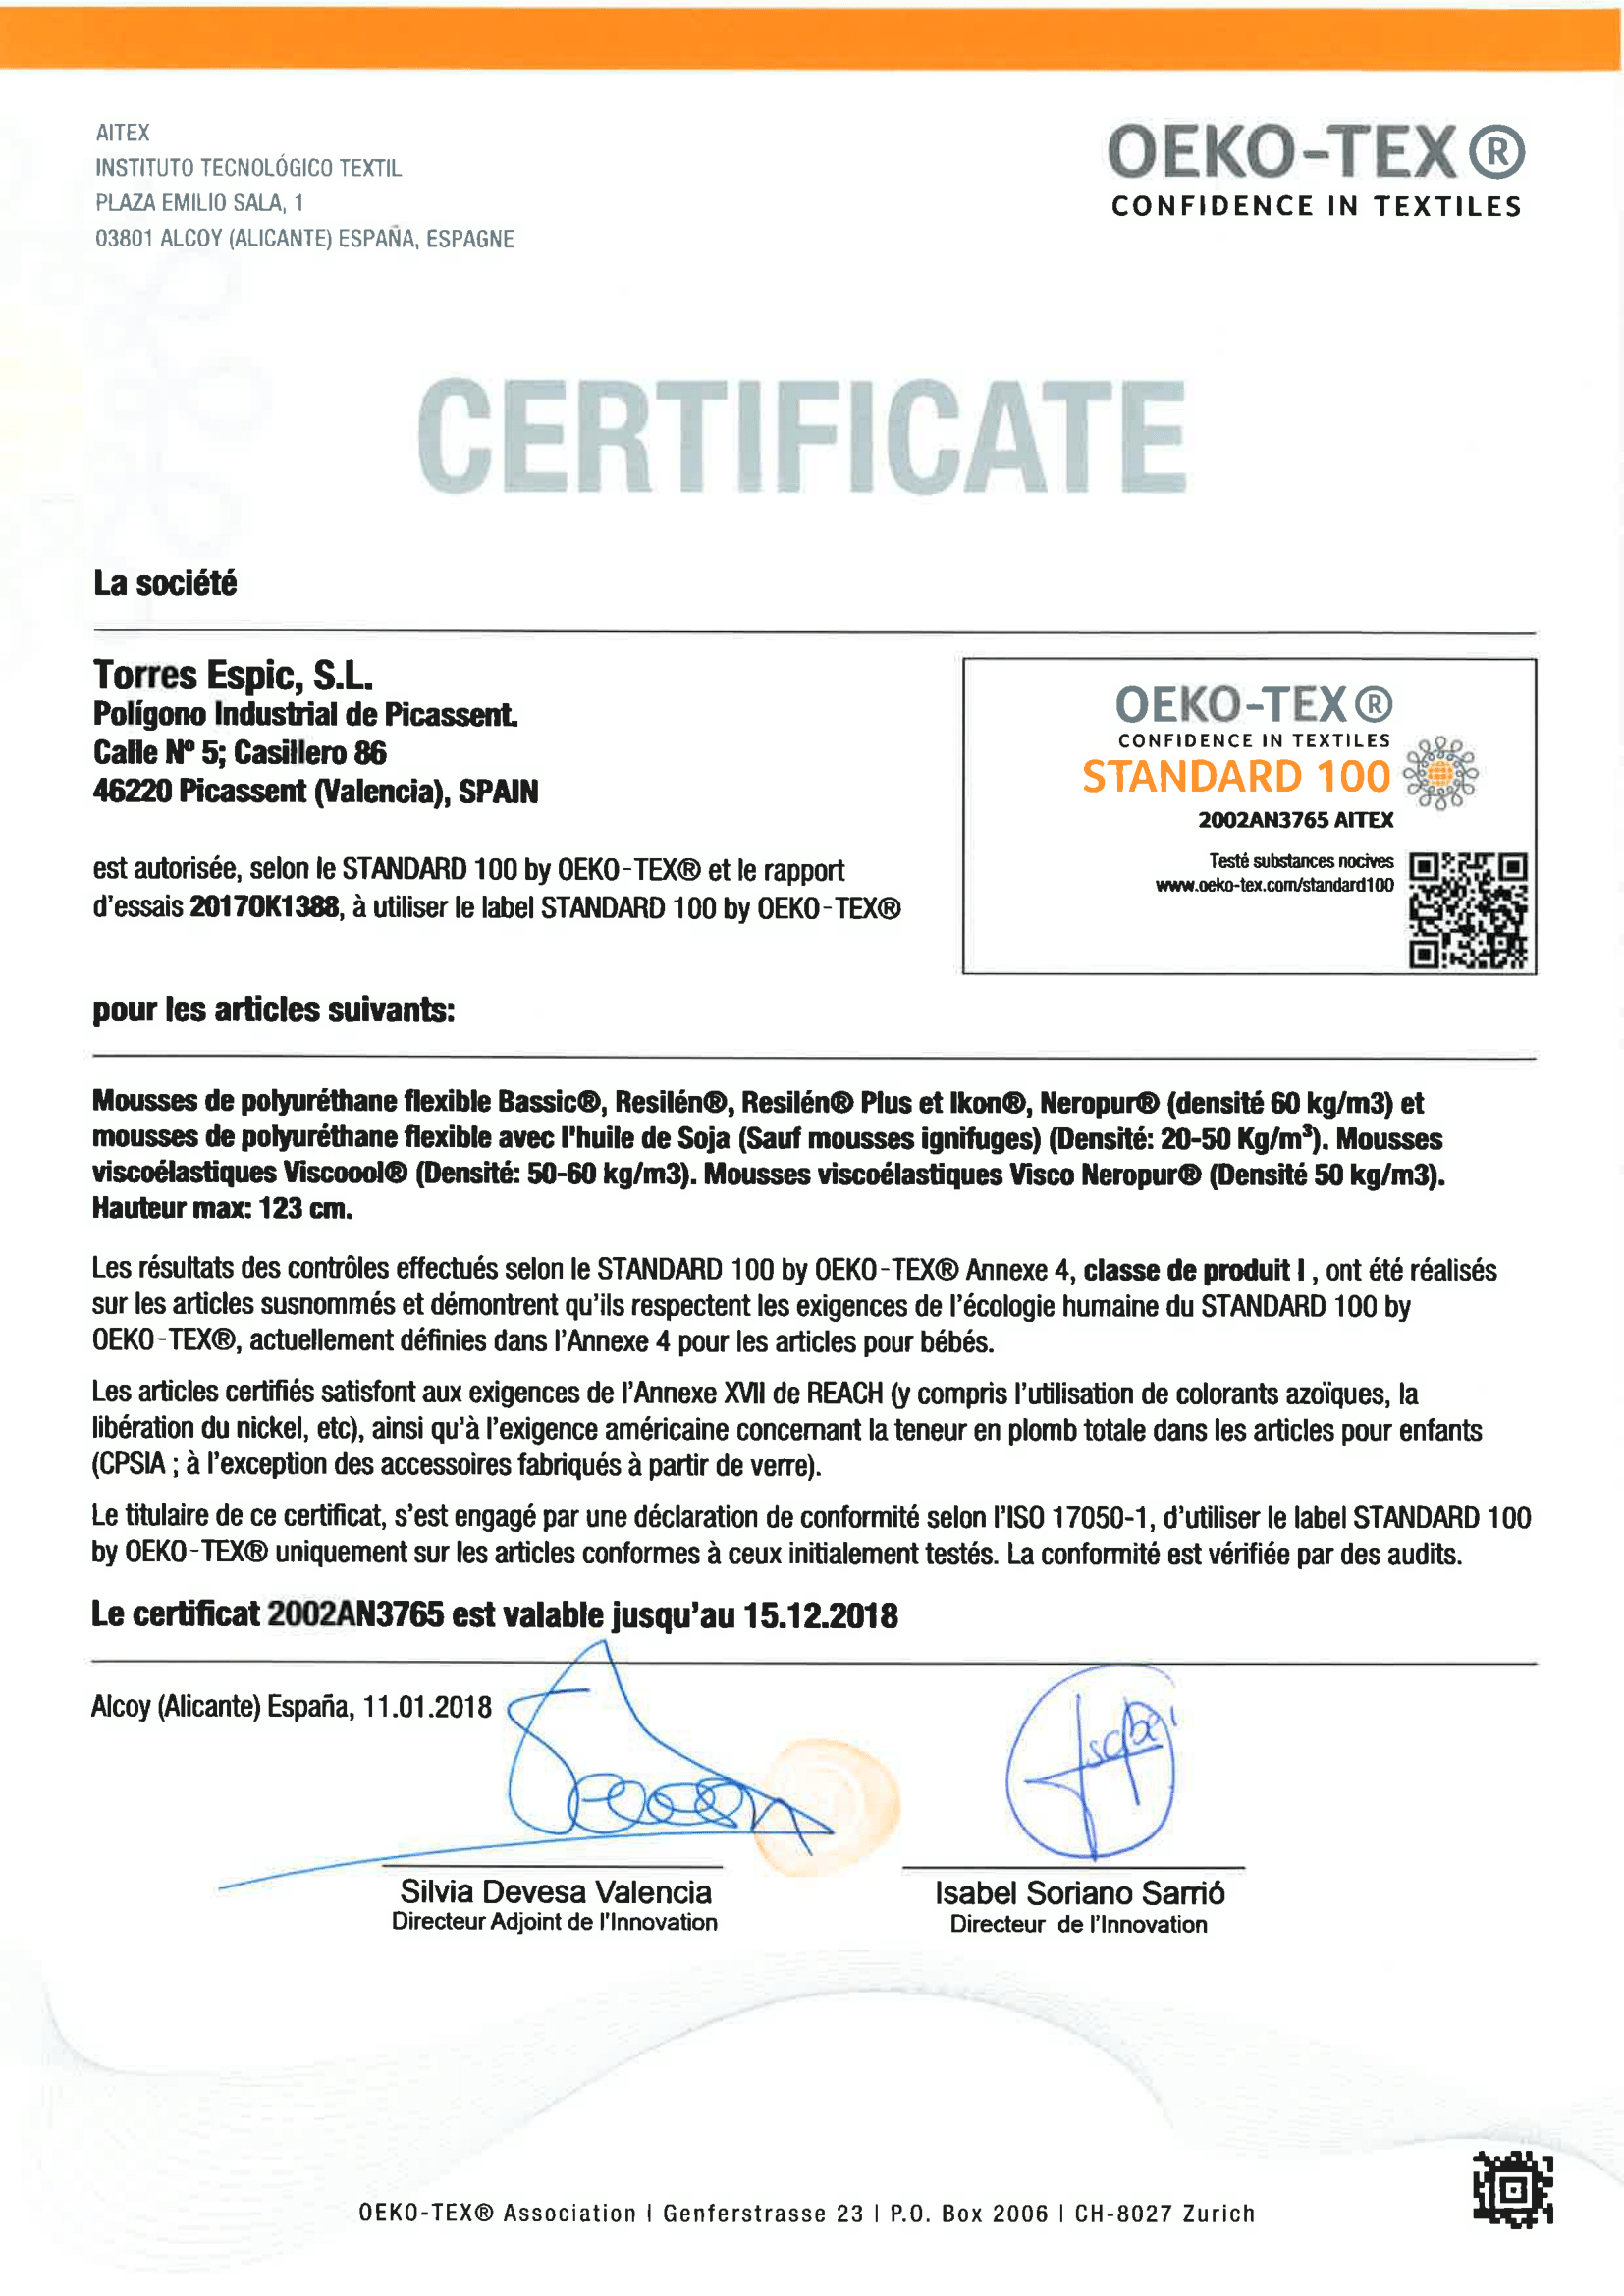 AITEX
INSTITUTO TECNOLÓGICO TEXTIL
PLAZA EMILIO SALA, 1
03801 ALCOY (ALICANTE) ESPAÑA, ESPAGNE
OEKO-TEX®
CONFIDENCE IN TEXTILES
CERTIFICATE
La société
Torres Espic, S.L.
Polígono Industrial de Picassent.
Calle Nº 5; Casillero 86
46220 Picassent (Valencia), SPAIN
est autorisée, selon le STANDARD 100 by OEKO-TEX® et le rapport
d'essais 20170K1388, à utiliser le label STANDARD 100 by OEKO-TEX®
OEKO-TEX®
CONFIDENCE IN TEXTILES
STANDARD 100
2002AN3765 AITEX
Testé substances nocives
www.oeko-tex.com/standard100
pour les articles suivants:
Mousses de polyuréthane flexible Bassic®, Resilén®, Resilén® Plus et Ikon®, Neropur® (densité 60 kg/m3) et
mousses de polyuréthane flexible avec l'huile de Soja (Sauf mousses ignifuges) (Densité: 20-50 Kg/m³). Mousses
viscoélastiques Viscoool® (Densité: 50-60 kg/m3). Mousses viscoélastiques Visco Neropur® (Densité 50 kg/m3).
Hauteur max: 123 cm.
Les résultats des contrôles effectués selon le STANDARD 100 by OEKO-TEX® Annexe 4, classe de produit I , ont été réalisés
sur les articles susnommés et démontrent qu'ils respectent les exigences de l'écologie humaine du STANDARD 100 by
OEKO-TEX®, actuellement définies dans l'Annexe 4 pour les articles pour bébés.
Les articles certifiés satisfont aux exigences de l'Annexe XVII de REACH (y compris l'utilisation de colorants azoïques, la
libération du nickel, etc), ainsi qu'à l'exigence américaine concernant la teneur en plomb totale dans les articles pour enfants
(CPSIA ; à l'exception des accessoires fabriqués à partir de verre).
Le titulaire de ce certificat, s'est engagé par une déclaration de conformité selon l'ISO 17050-1, d'utiliser le label STANDARD 100
by OEKO-TEX® uniquement sur les articles conformes à ceux initialement testés. La conformité est vérifiée par des audits.
Le certificat 2002AN3765 est valable jusqu'au 15.12.2018
Alcoy (Alicante) España, 11.01.2018
Silvia Devesa Valencia
Directeur Adjoint de l'Innovation
Isabel Soriano Sarrió
Directeur de l'Innovation
OEKO-TEX® Association | Genferstrasse 23 | P.O. Box 2006 | CH-8027 Zurich